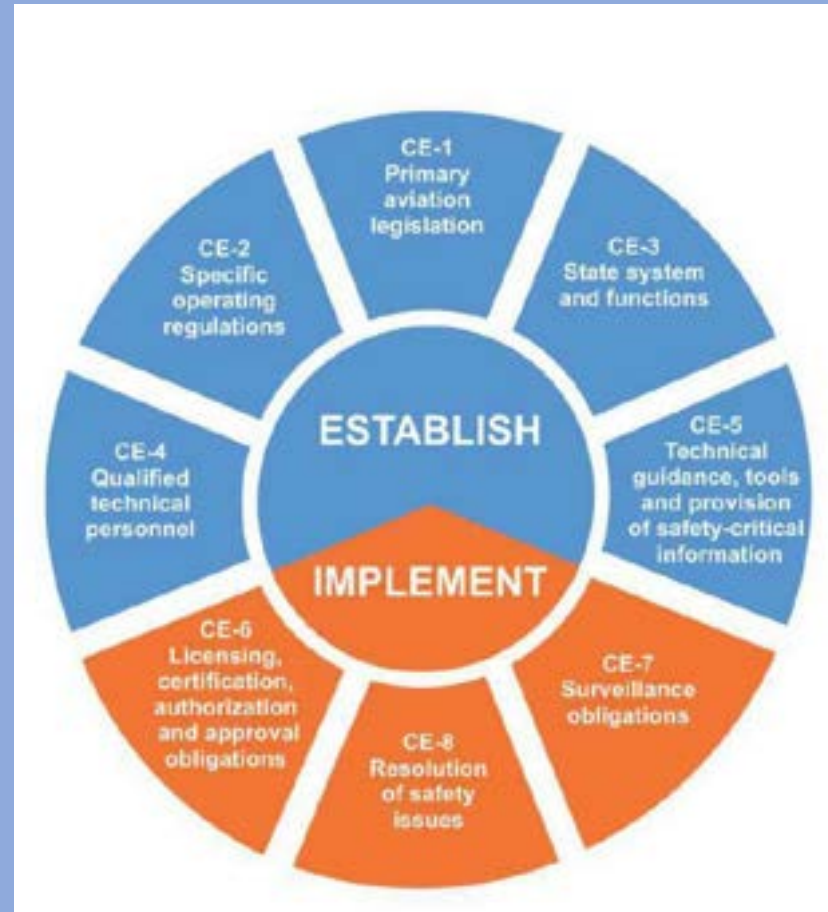 CE-1
Primary
aviation
legislation
CE-2
Specific
operating
regulations
CE-3
State system
and functions
CE-4
Qualified
technical
personnel
ESTABLISH
CE-5
Technical
guidance, tools
and provision
of safety-critical
information
IMPLEMENT
CE-6
Licensing,
certification,
authorization
and approval
obligations
CE-7
Surveillance
obligations
CE-8
Resolution
of safety
issues